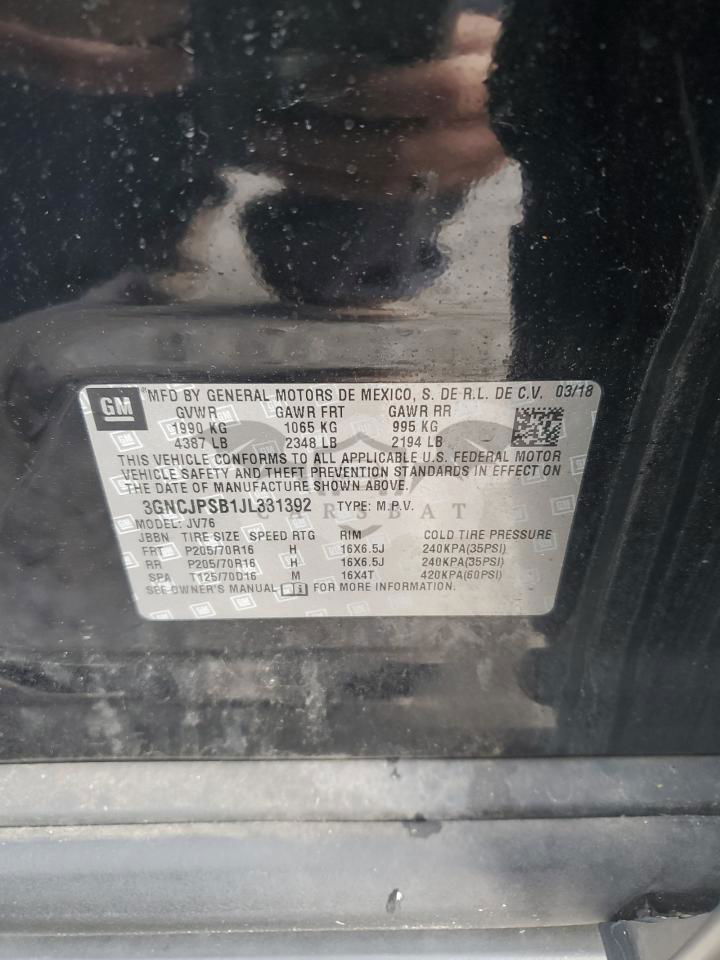 GM
®MFD BY GENERAL MOTORS DE MEXICO, S. DE R.L. DE C.V. 03/18
GVWR GAWR FRT GAWR RR
1990 KG 1065 KG 995 KG
4387 LB 2348 LB 2194 LB
THIS VEHICLE CONFORMS TO ALL APPLICABLE U.S. FEDERAL MOTOR
VEHICLE SAFETY AND THEFT PREVENTION STANDARDS IN EFFECT ON
THE DATE OF MANUFACTURE SHOWN ABOVE.
3GNCJPSB1JL331392 TYPE: M.P.V.
CARSBAT
MODEL: JV76
JBBN TIRE SIZE SPEED RTG RIM COLD TIRE PRESSURE
FRT P205/70R16 H 16X6.5J 240KPA(35PSI)
RR P205/70R16 H 16X6.5J 240KPA(35PSI)
SPA T125/70D16 M 16X4T 420KPA(60PSI)
SEE OWNER'S MANUAL FOR MORE INFORMATION.